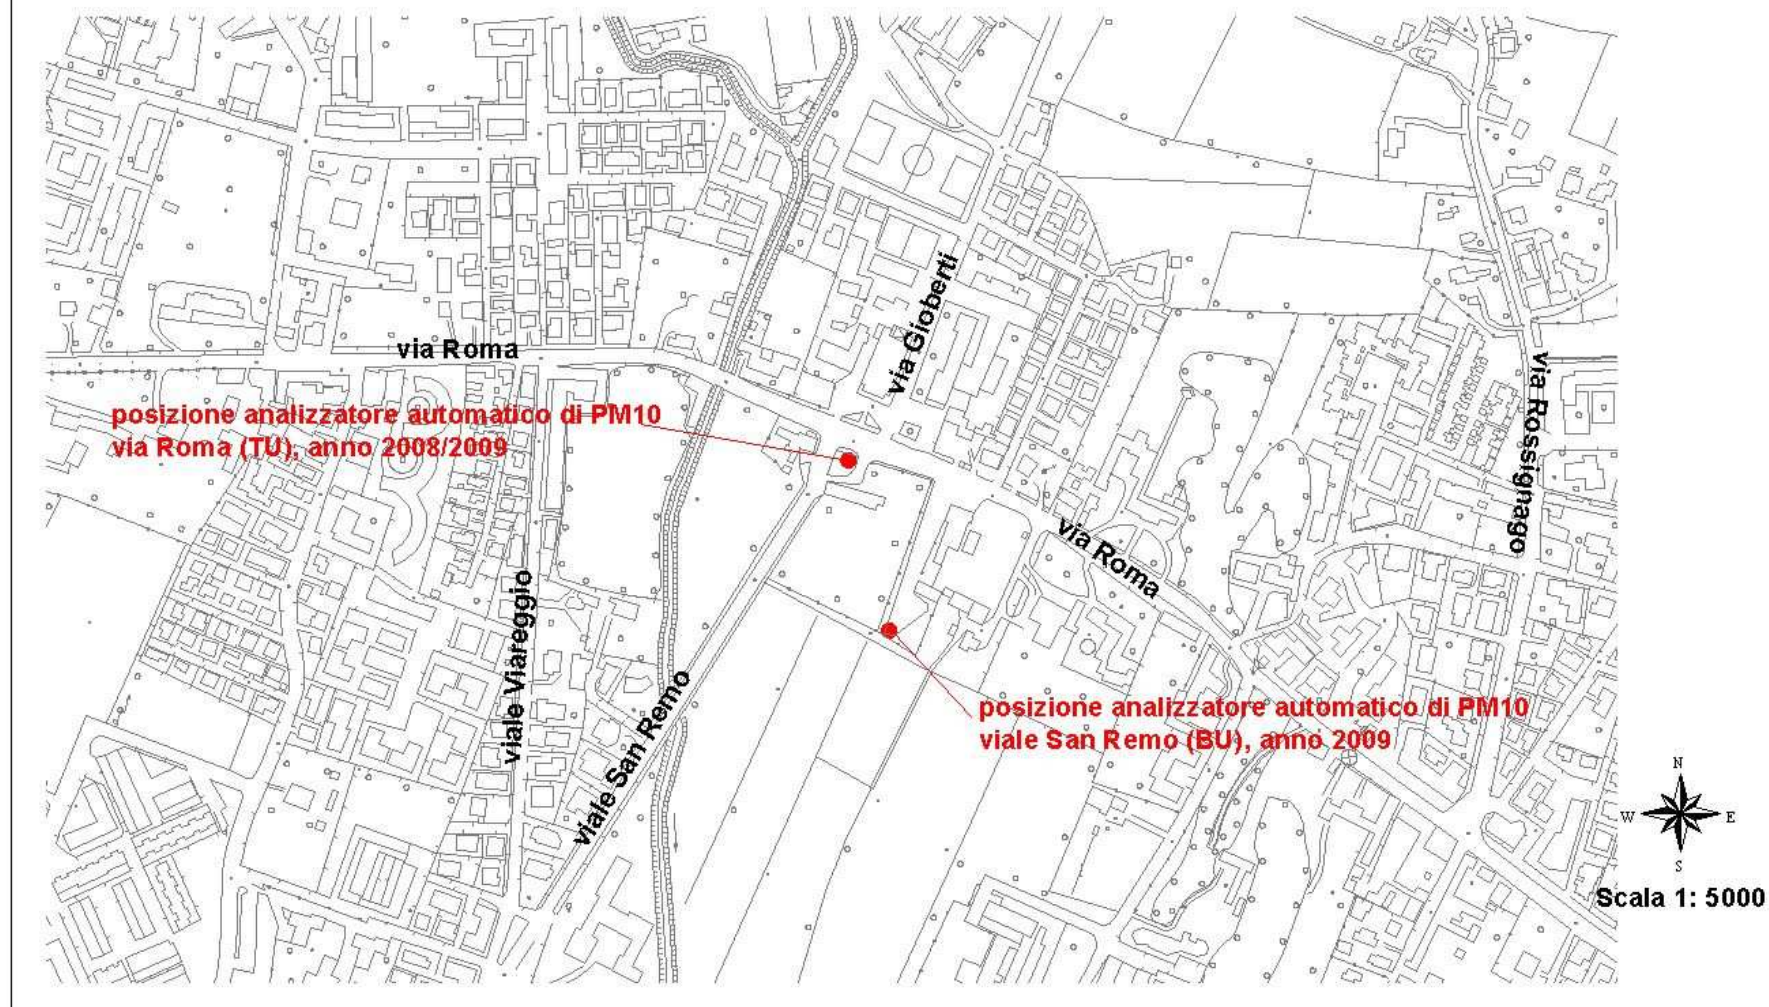 via Gioberti
via Roma
via Rossignago
posizione analizzatore automatico di PM10
via Roma (TU), anno 2008/2009
via Roma
viale Viareggio
viale San Remo
posizione analizzatore automatico di PM10
viale San Remo (BU), anno 2009
N
W
E
S
Scala 1: 5000